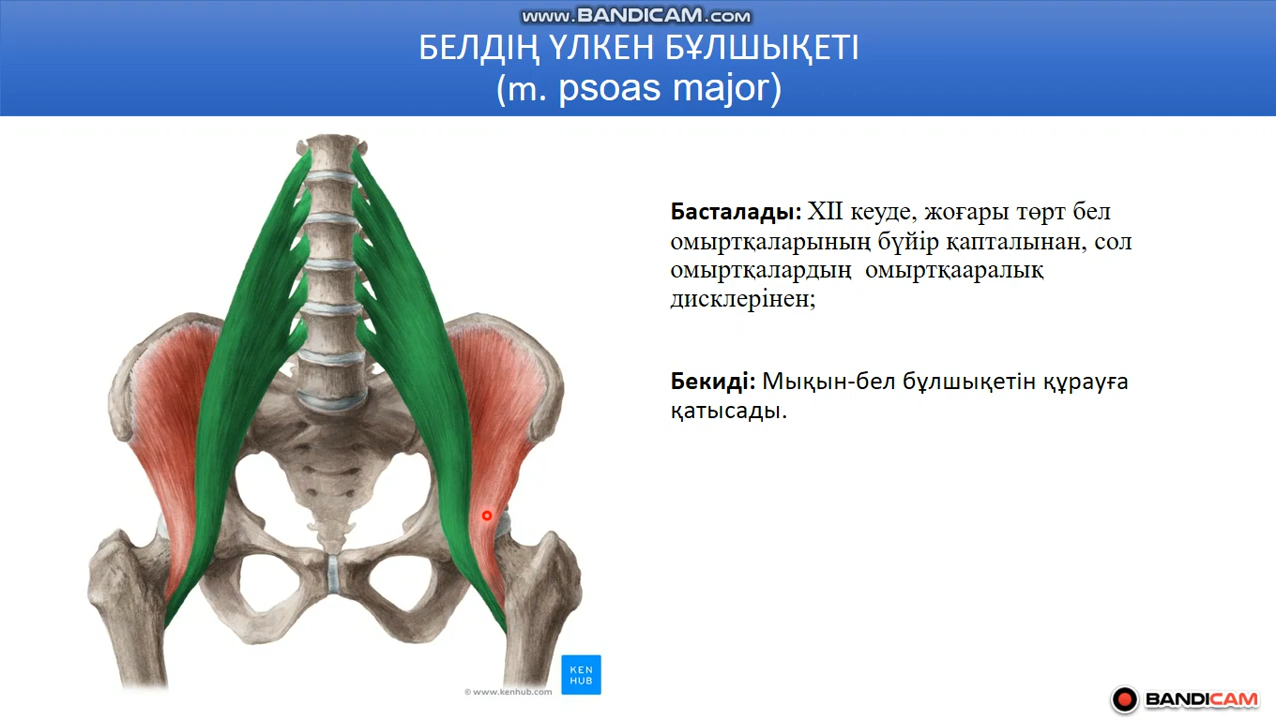 www.BANDICAM.com
БЕЛДІҢ ҮЛКЕН БҰЛШЫҚЕТІ
(m. psoas major)
Басталады: XII кеуде, жоғары төрт бел
омыртқаларының бүйір қапталынан, сол
омыртқалардың омыртқааралық
дисклерінен;
Бекиді: Мықын-бел бұлшықетін құрауға
қатысады.
KEN
HUB
© www.kenhub.com
BANDICAM